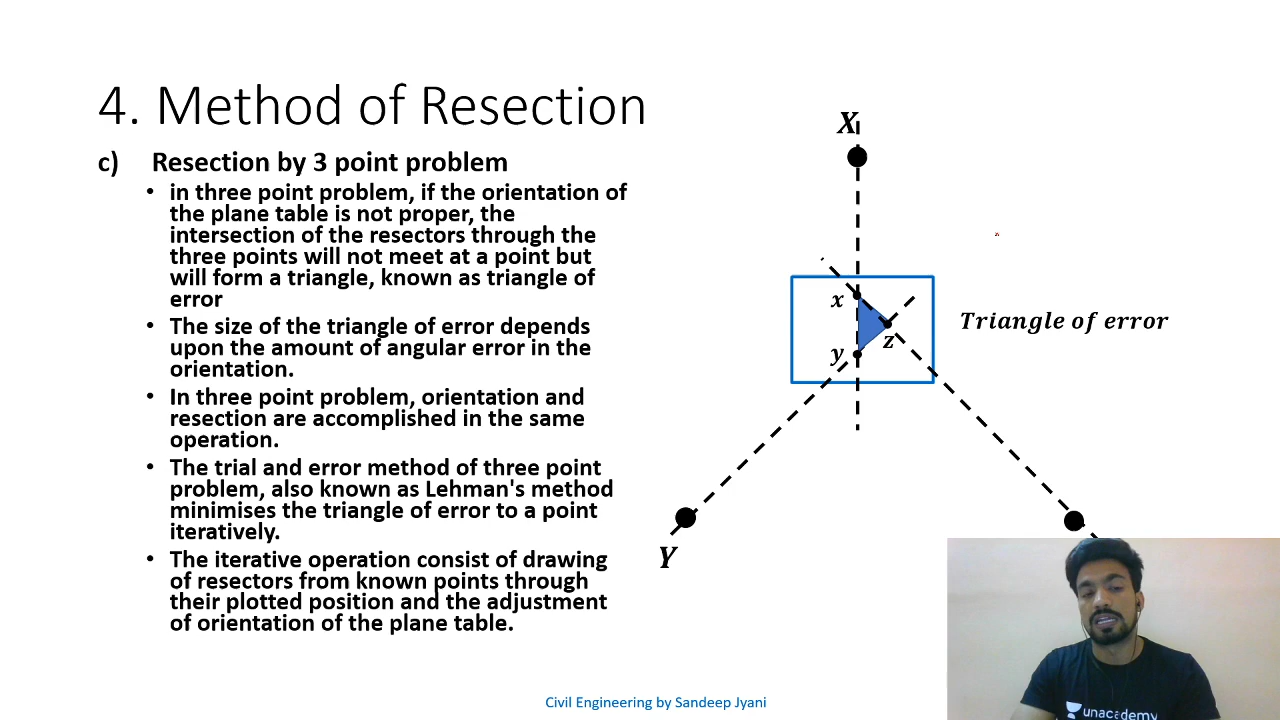 4. Method of Resection
c) Resection by 3 point problem
• in three point problem, if the orientation of
the plane table is not proper, the
intersection of the resectors through the
three points will not meet at a point but
will form a triangle, known as triangle of
error
• The size of the triangle of error depends
upon the amount of angular error in the
orientation.
• In three point problem, orientation and
resection are accomplished in the same
operation.
• The trial and error method of three point
problem, also known as Lehman's method
minimises the triangle of error to a point
iteratively.
• The iterative operation consist of drawing
of resectors from known points through
their plotted position and the adjustment
of orientation of the plane table.
X
x
y
z
Triangle of error
Y
unacademy
Civil Engineering by Sandeep Jyani